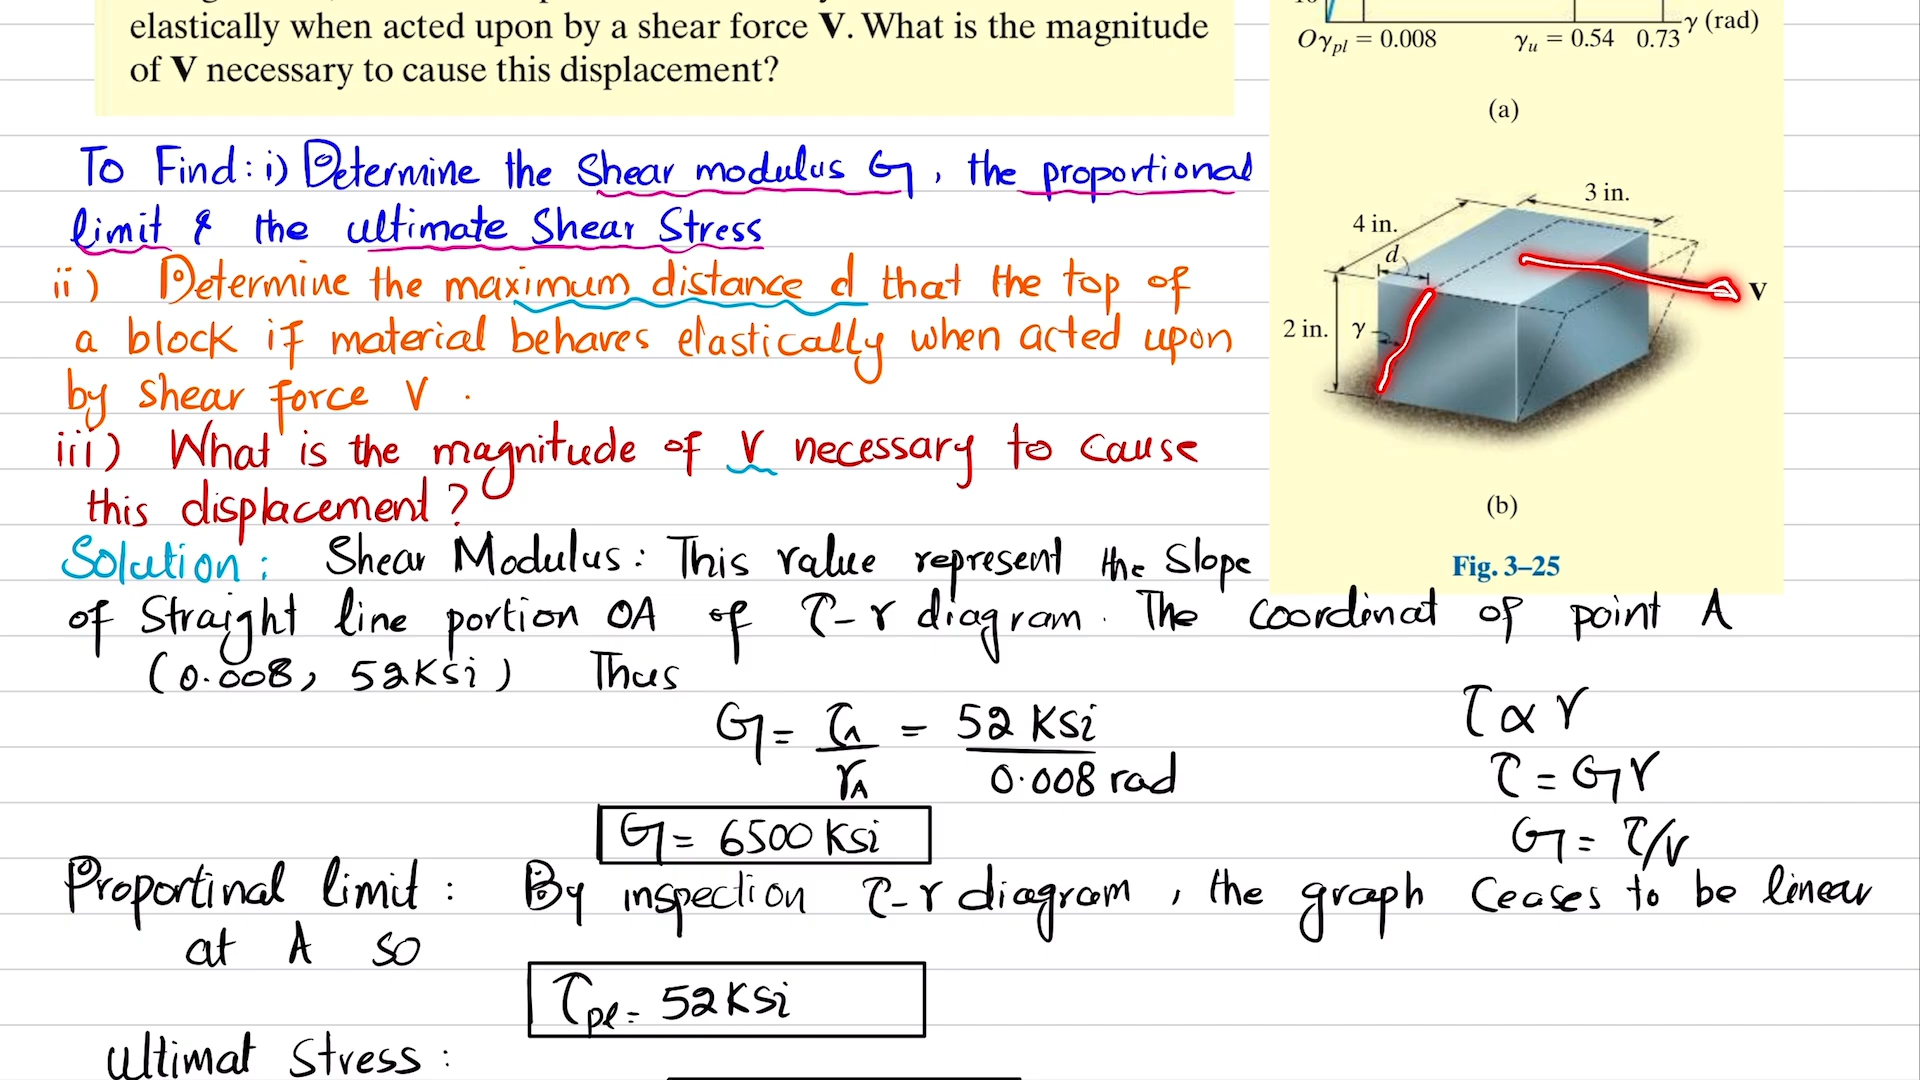 elastically when acted upon by a shear force V. What is the magnitude
of V necessary to cause this displacement?
O γpl = 0.008 γu = 0.54 0.73 γ (rad)
(a)
To Find: i) Determine the Shear modulus G, the proportional
limit & the ultimate Shear Stress
ii) Determine the maximum distance d that the top of
a block if material behaves elastically when acted upon
by shear force V.
iii) What is the magnitude of V necessary to cause
this displacement?
3 in.
4 in.
d
V
2 in.
γ
(b)
Fig. 3–25
Solution: Shear Modulus: This value represent the Slope
of Straight line portion OA of τ-γ diagram. The coordinat of point A
(0.008, 52Ksi) Thus
G = τA/γA = 52 Ksi/0.008 rad
τ ∝ γ
τ = Gγ
G = τ/γ
G = 6500 Ksi
Proportinal limit: By inspection τ-γ diagram, the graph Ceases to be linear
at A so
τpl = 52 Ksi
Ultimat Stress: